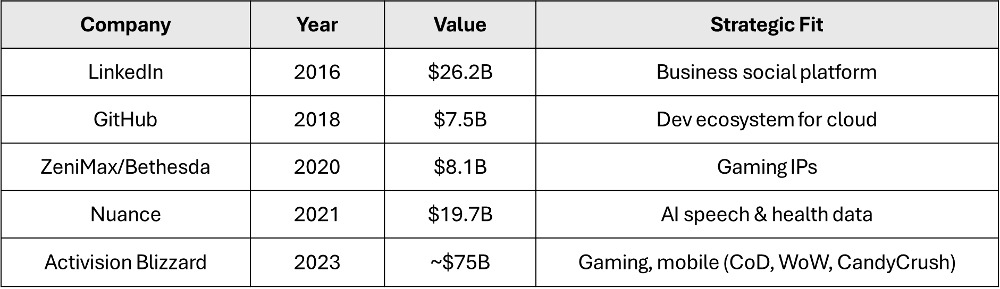 Company Year Value Strategic Fit
LinkedIn 2016 $26.2B Business social platform
GitHub 2018 $7.5B Dev ecosystem for cloud
ZeniMax/Bethesda 2020 $8.1B Gaming IPs
Nuance 2021 $19.7B AI speech & health data
Activision Blizzard 2023 ~$75B Gaming, mobile (CoD, WoW, CandyCrush)